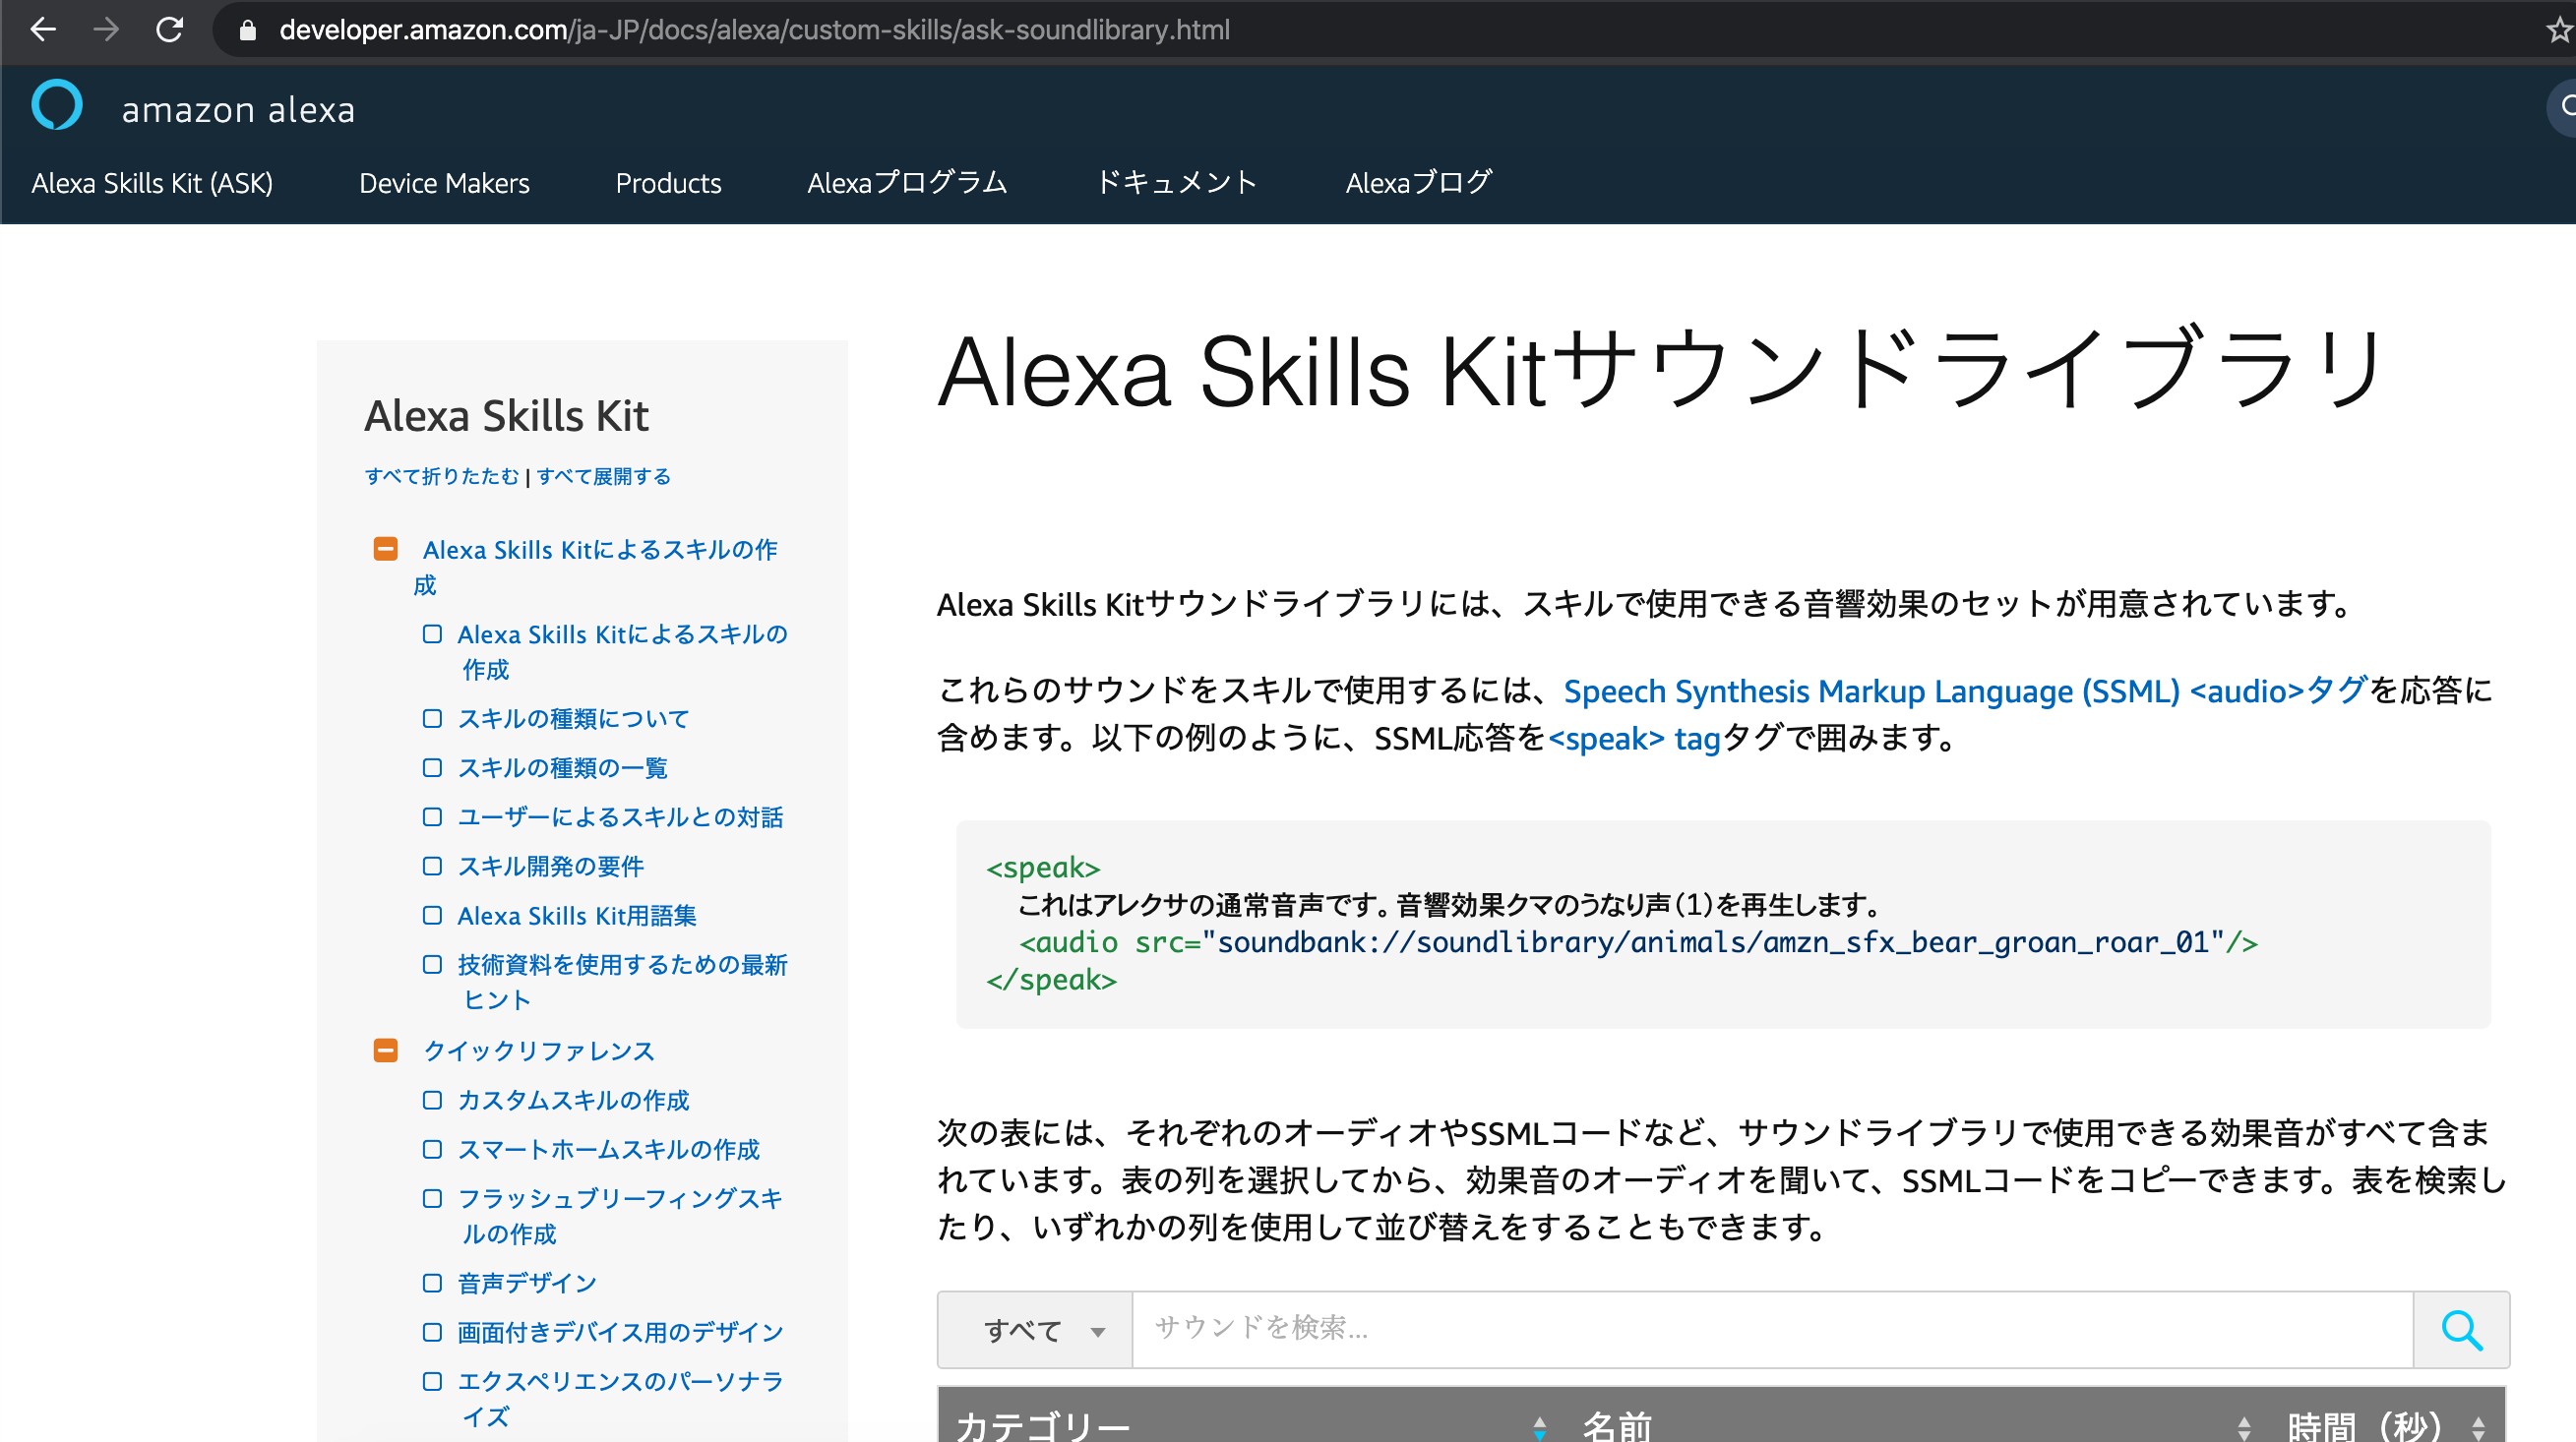 developer.amazon.com/ja-JP/docs/alexa/custom-skills/ask-soundlibrary.html
amazon alexa
Alexa Skills Kit (ASK)
Device Makers
Products
Alexaプログラム
ドキュメント
Alexaブログ
Alexa Skills Kit
すべて折りたたむ | すべて展開する
Alexa Skills Kitによるスキルの作
成
Alexa Skills Kitによるスキルの
作成
スキルの種類について
スキルの種類の一覧
ユーザーによるスキルとの対話
スキル開発の要件
Alexa Skills Kit用語集
技術資料を使用するための最新
ヒント
クイックリファレンス
カスタムスキルの作成
スマートホームスキルの作成
フラッシュブリーフィングスキ
ルの作成
音声デザイン
画面付きデバイス用のデザイン
エクスペリエンスのパーソナラ
イズ
Alexa Skills Kitサウンドライブラリ
Alexa Skills Kitサウンドライブラリには、スキルで使用できる音響効果のセットが用意されています。
これらのサウンドをスキルで使用するには、Speech Synthesis Markup Language (SSML) <audio>タグを応答に
含めます。以下の例のように、SSML応答を<speak> tagタグで囲みます。
<speak>
これはアレクサの通常音声です。音響効果クマのうなり声(1)を再生します。
<audio src="soundbank://soundlibrary/animals/amzn_sfx_bear_groan_roar_01"/>
</speak>
次の表には、それぞれのオーディオやSSMLコードなど、サウンドライブラリで使用できる効果音がすべて含ま
れています。表の列を選択してから、効果音のオーディオを聞いて、SSMLコードをコピーできます。表を検索し
たり、いずれかの列を使用して並び替えをすることもできます。
すべて
サウンドを検索...
カテゴリー
名前
時間（秒）